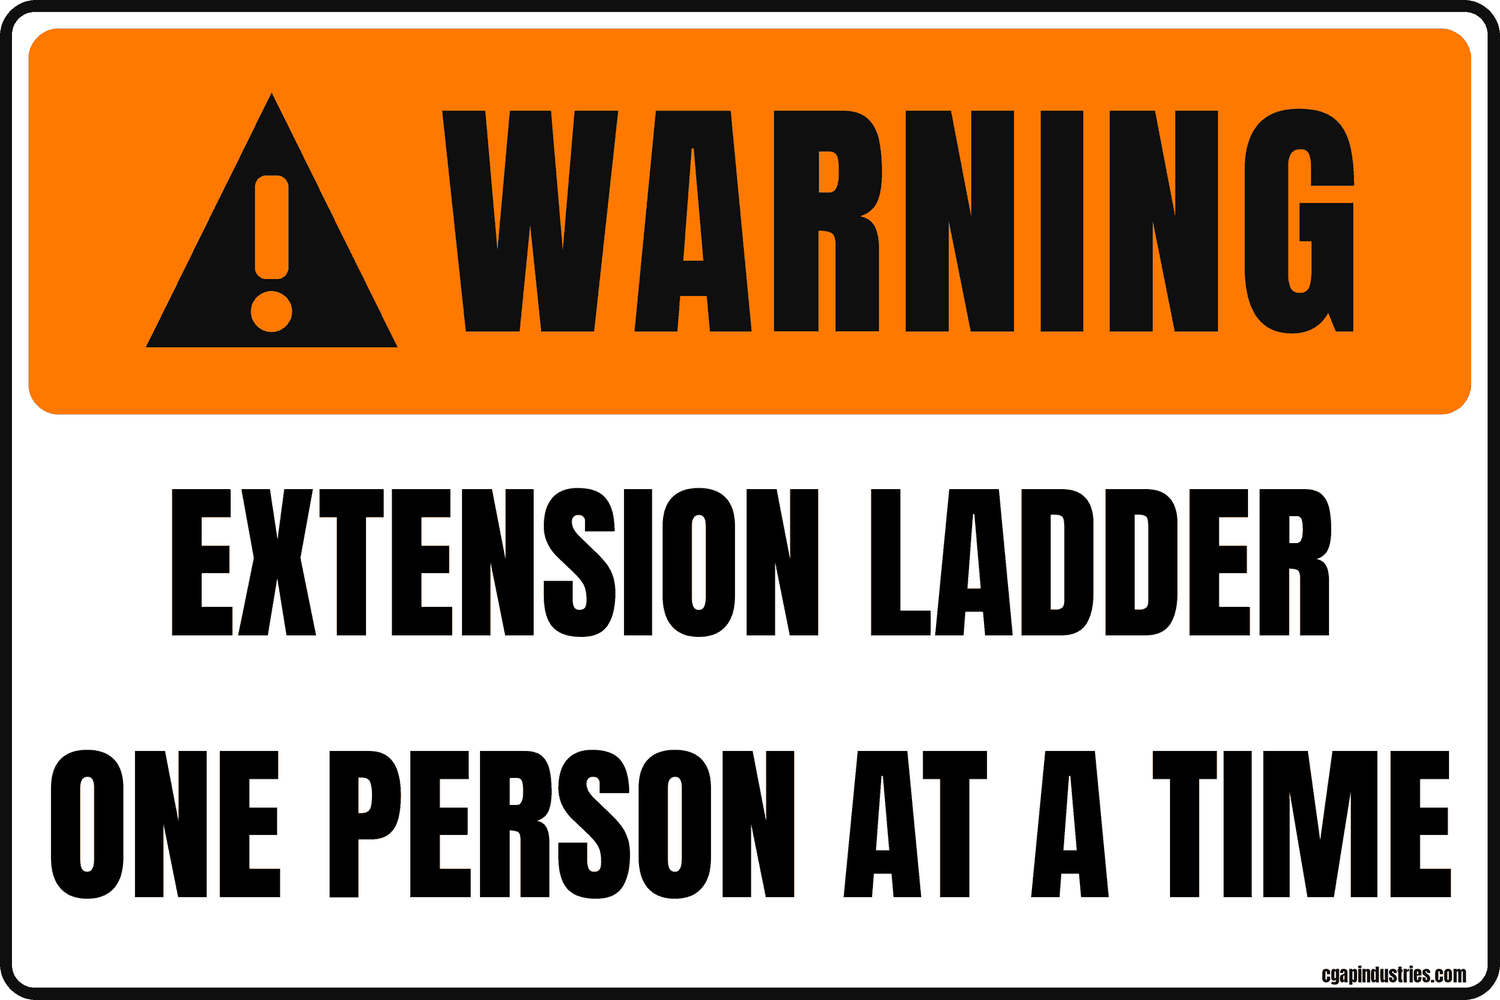 WARNING
EXTENSION LADDER
ONE PERSON AT A TIME
cgapindustries.com